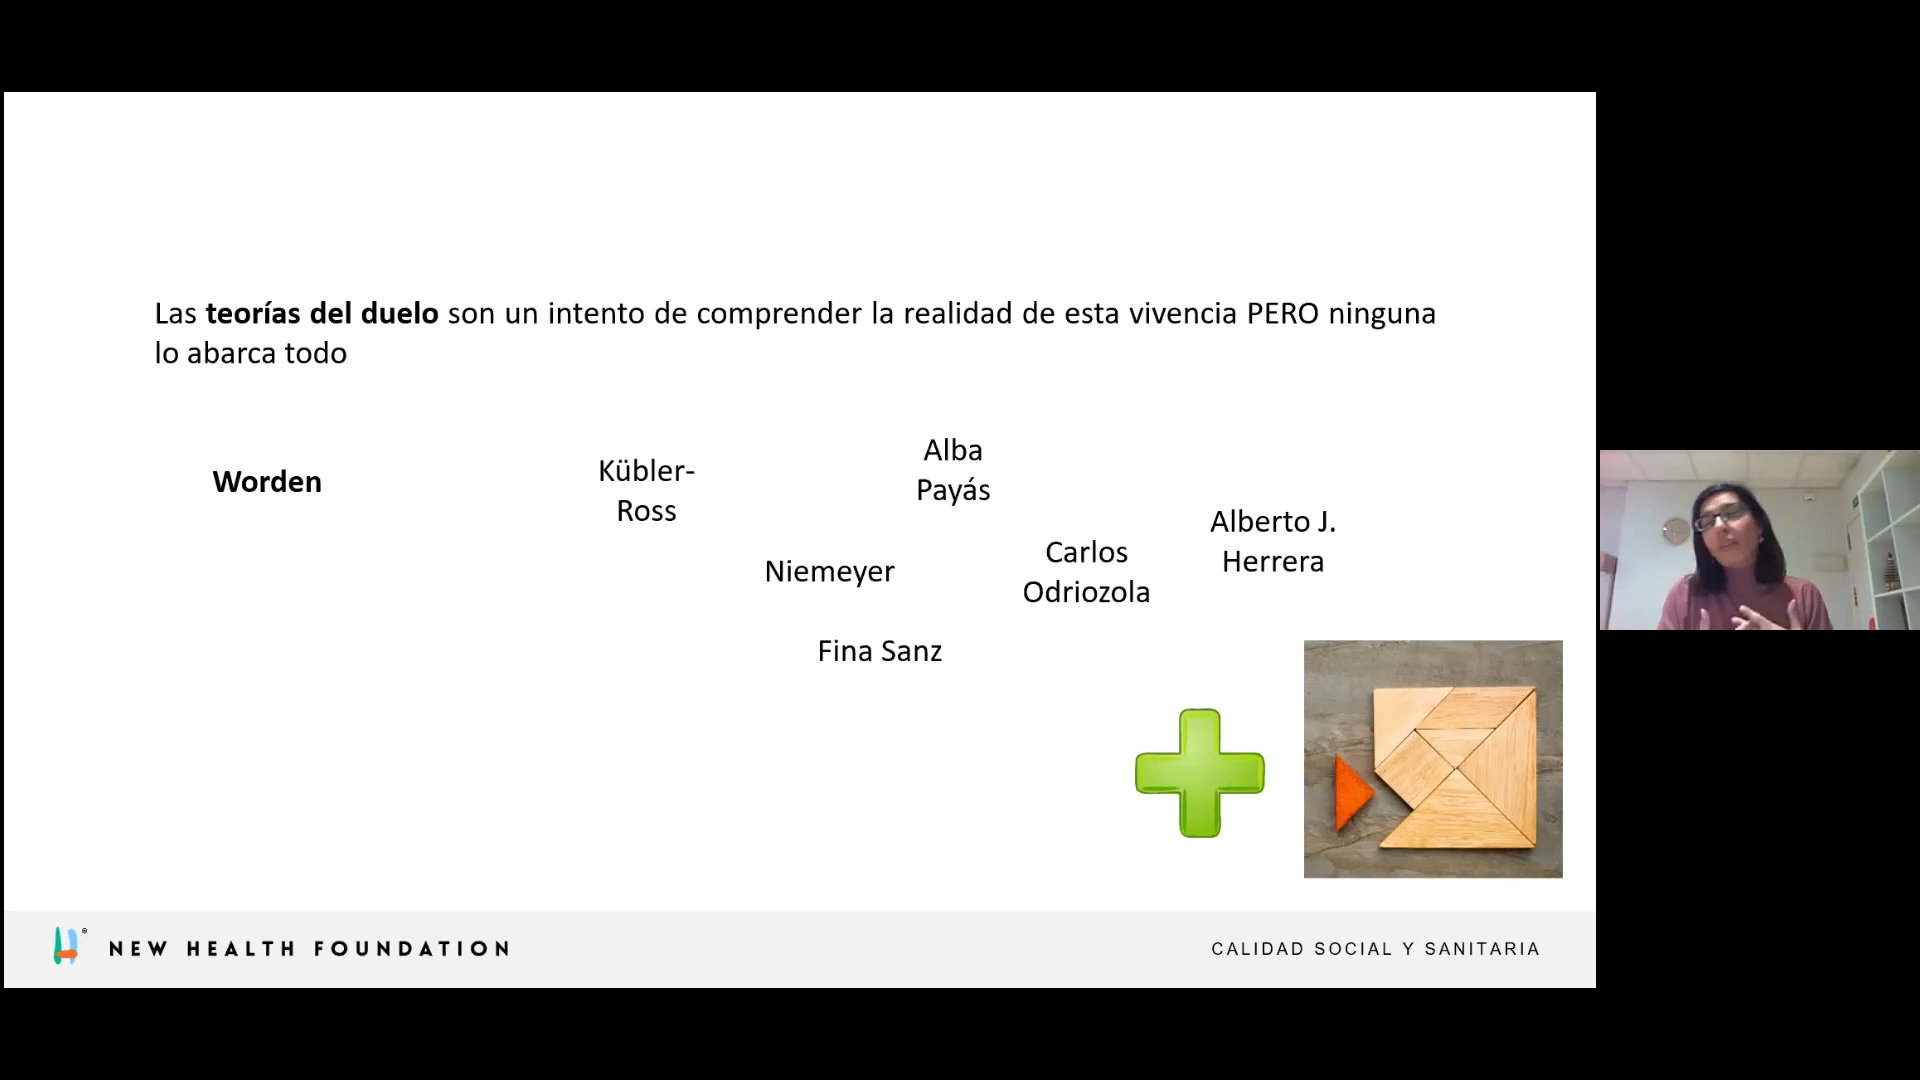 Las teorías del duelo son un intento de comprender la realidad de esta vivencia PERO ninguna
lo abarca todo
Worden
Kübler-
Ross
Alba
Payás
Niemeyer
Carlos
Odriozola
Alberto J.
Herrera
Fina Sanz
NEW HEALTH FOUNDATION
CALIDAD SOCIAL Y SANITARIA